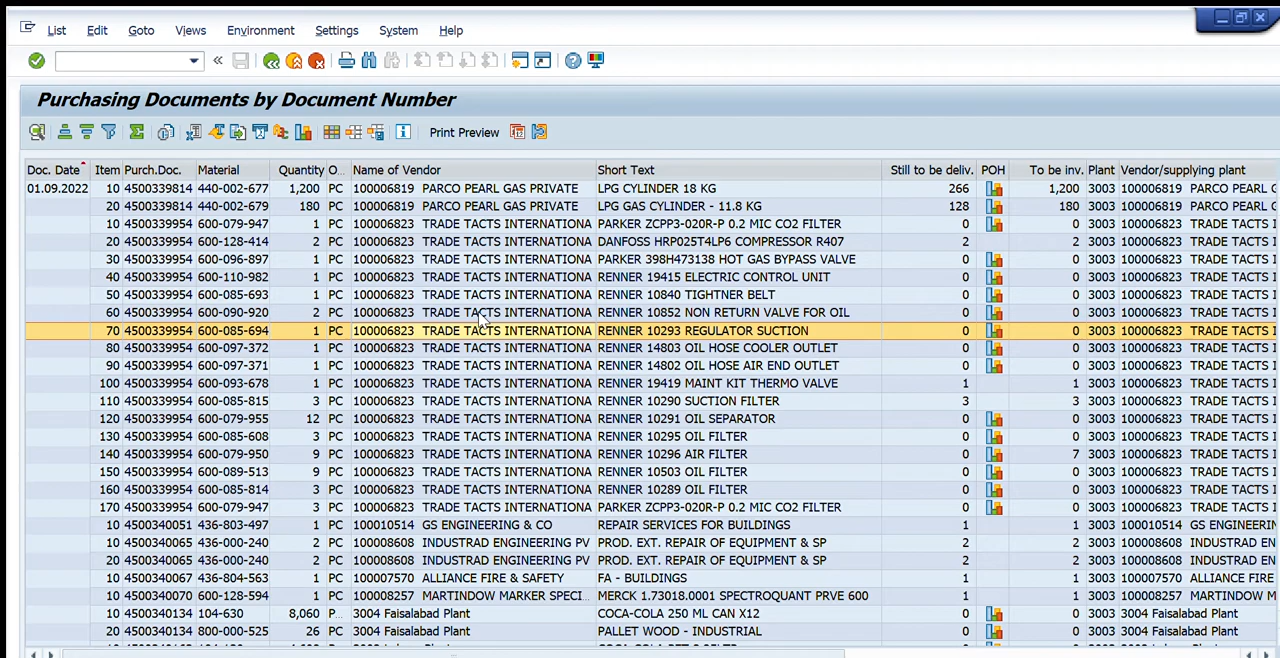 List Edit Goto Views Environment Settings System Help
Purchasing Documents by Document Number
Print Preview
Doc. Date Item Purch.Doc. Material Quantity O... Name of Vendor Short Text Still to be deliv. POH To be inv. Plant Vendor/supplying plant
01.09.2022 10 4500339814 440-002-677 1,200 PC 100006819 PARCO PEARL GAS PRIVATE LPG CYLINDER 18 KG 266 1,200 3003 100006819 PARCO PEARL G
20 4500339814 440-002-679 180 PC 100006819 PARCO PEARL GAS PRIVATE LPG GAS CYLINDER - 11.8 KG 128 180 3003 100006819 PARCO PEARL G
10 4500339954 600-079-947 1 PC 100006823 TRADE TACTS INTERNATIONA PARKER ZCPP3-020R-P 0.2 MIC CO2 FILTER 0 0 3003 100006823 TRADE TACTS I
20 4500339954 600-128-414 2 PC 100006823 TRADE TACTS INTERNATIONA DANFOSS HRP025T4LP6 COMPRESSOR R407 2 2 3003 100006823 TRADE TACTS I
30 4500339954 600-096-897 1 PC 100006823 TRADE TACTS INTERNATIONA PARKER 398H473138 HOT GAS BYPASS VALVE 0 0 3003 100006823 TRADE TACTS I
40 4500339954 600-110-982 1 PC 100006823 TRADE TACTS INTERNATIONA RENNER 19415 ELECTRIC CONTROL UNIT 0 0 3003 100006823 TRADE TACTS I
50 4500339954 600-085-693 1 PC 100006823 TRADE TACTS INTERNATIONA RENNER 10840 TIGHTNER BELT 0 0 3003 100006823 TRADE TACTS I
60 4500339954 600-090-920 2 PC 100006823 TRADE TACTS INTERNATIONA RENNER 10852 NON RETURN VALVE FOR OIL 0 0 3003 100006823 TRADE TACTS I
70 4500339954 600-085-694 1 PC 100006823 TRADE TACTS INTERNATIONA RENNER 10293 REGULATOR SUCTION 0 0 3003 100006823 TRADE TACTS I
80 4500339954 600-097-372 1 PC 100006823 TRADE TACTS INTERNATIONA RENNER 14803 OIL HOSE COOLER OUTLET 0 0 3003 100006823 TRADE TACTS I
90 4500339954 600-097-371 1 PC 100006823 TRADE TACTS INTERNATIONA RENNER 14802 OIL HOSE AIR END OUTLET 0 0 3003 100006823 TRADE TACTS I
100 4500339954 600-093-678 1 PC 100006823 TRADE TACTS INTERNATIONA RENNER 19419 MAINT KIT THERMO VALVE 1 1 3003 100006823 TRADE TACTS I
110 4500339954 600-085-815 3 PC 100006823 TRADE TACTS INTERNATIONA RENNER 10290 SUCTION FILTER 3 3 3003 100006823 TRADE TACTS I
120 4500339954 600-079-955 12 PC 100006823 TRADE TACTS INTERNATIONA RENNER 10291 OIL SEPARATOR 0 0 3003 100006823 TRADE TACTS I
130 4500339954 600-085-608 3 PC 100006823 TRADE TACTS INTERNATIONA RENNER 10295 OIL FILTER 0 0 3003 100006823 TRADE TACTS I
140 4500339954 600-079-950 9 PC 100006823 TRADE TACTS INTERNATIONA RENNER 10296 AIR FILTER 0 7 3003 100006823 TRADE TACTS I
150 4500339954 600-089-513 9 PC 100006823 TRADE TACTS INTERNATIONA RENNER 10503 OIL FILTER 0 0 3003 100006823 TRADE TACTS I
160 4500339954 600-085-814 3 PC 100006823 TRADE TACTS INTERNATIONA RENNER 10289 OIL FILTER 0 0 3003 100006823 TRADE TACTS I
170 4500339954 600-079-947 3 PC 100006823 TRADE TACTS INTERNATIONA PARKER ZCPP3-020R-P 0.2 MIC CO2 FILTER 0 0 3003 100006823 TRADE TACTS I
10 4500340051 436-803-497 1 PC 100010514 GS ENGINEERING & CO REPAIR SERVICES FOR BUILDINGS 1 1 3003 100010514 GS ENGINEERIN
10 4500340065 436-000-240 2 PC 100008608 INDUSTRAD ENGINEERING PV PROD. EXT. REPAIR OF EQUIPMENT & SP 2 2 3003 100008608 INDUSTRAD EN
20 4500340065 436-000-240 2 PC 100008608 INDUSTRAD ENGINEERING PV PROD. EXT. REPAIR OF EQUIPMENT & SP 2 2 3003 100008608 INDUSTRAD EN
10 4500340067 436-804-563 1 PC 100007570 ALLIANCE FIRE & SAFETY FA - BUILDINGS 1 1 3003 100007570 ALLIANCE FIRE
10 4500340070 600-128-594 1 PC 100008257 MARTINDOW MARKER SPECI... MERCK 1.73018.0001 SPECTROQUANT PRVE 600 1 1 3003 100008257 MARTINDOW M
10 4500340134 104-630 8,060 P... 3004 Faisalabad Plant COCA-COLA 250 ML CAN X12 0 0 3003 3004 Faisalabad Plant
20 4500340134 800-000-525 26 PC 3004 Faisalabad Plant PALLET WOOD - INDUSTRIAL 0 0 3003 3004 Faisalabad Plant